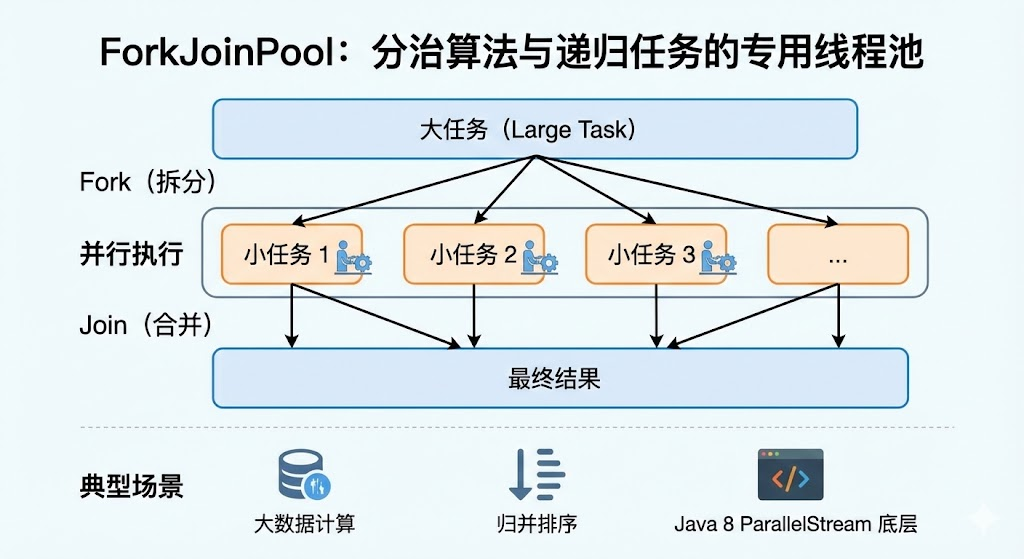 ForkJoinPool：分治算法与递归任务的专用线程池
大任务（Large Task）
Fork（拆分）
并行执行
小任务 1
小任务 2
小任务 3
...
Join（合并）
最终结果
典型场景
大数据计算
归并排序
Java 8 ParallelStream 底层